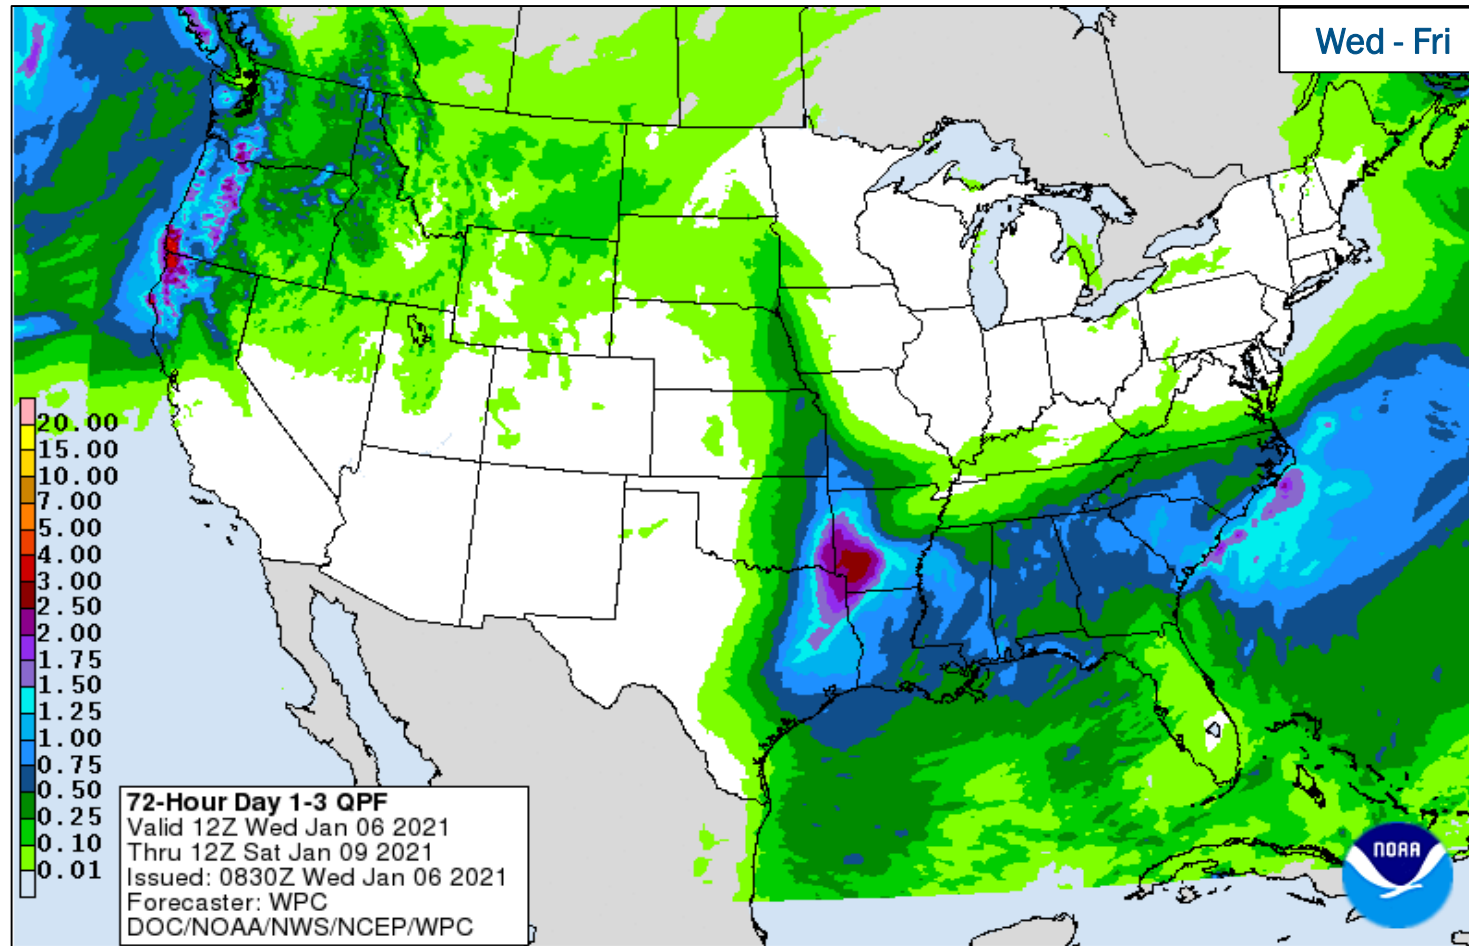 Wed - Fri
20.00
15.00
10.00
7.00
5.00
4.00
3.00
2.50
2.00
1.75
1.50
1.25
1.00
0.75
0.50
0.25
0.10
0.01
72-Hour Day 1-3 QPF
Valid 12Z Wed Jan 06 2021
Thru 12Z Sat Jan 09 2021
Issued: 0830Z Wed Jan 06 2021
Forecaster: WPC
DOC/NOAA/NWS/NCEP/WPC
NOAA